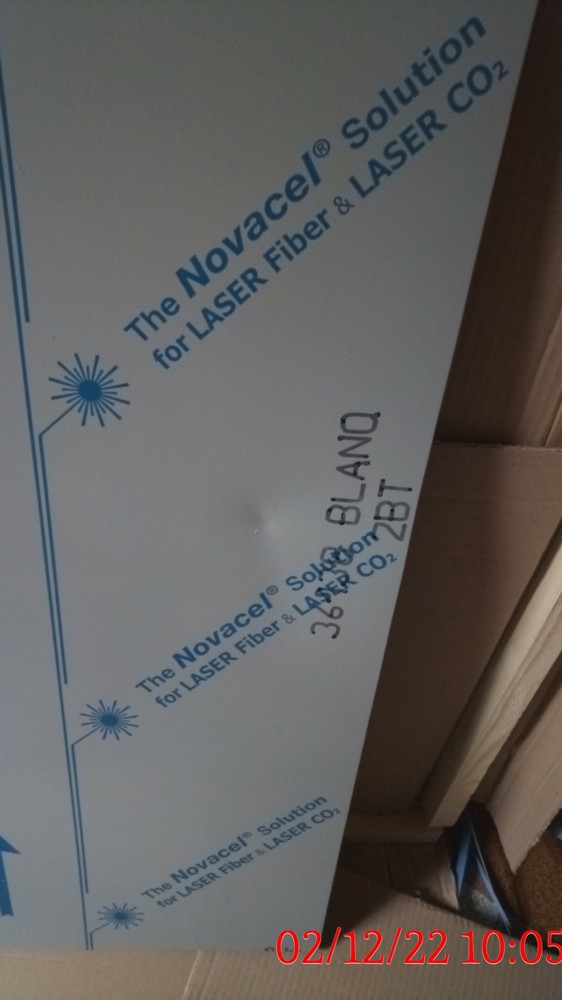 The Novacel® Solution
for LASER Fiber & LASER CO₂
BLANQ
2BT
The Novacel® Solution
for LASER Fiber & LASER CO₂
The Novacel® Solution
for LASER Fiber & LASER CO₂
02/12/22 10:05